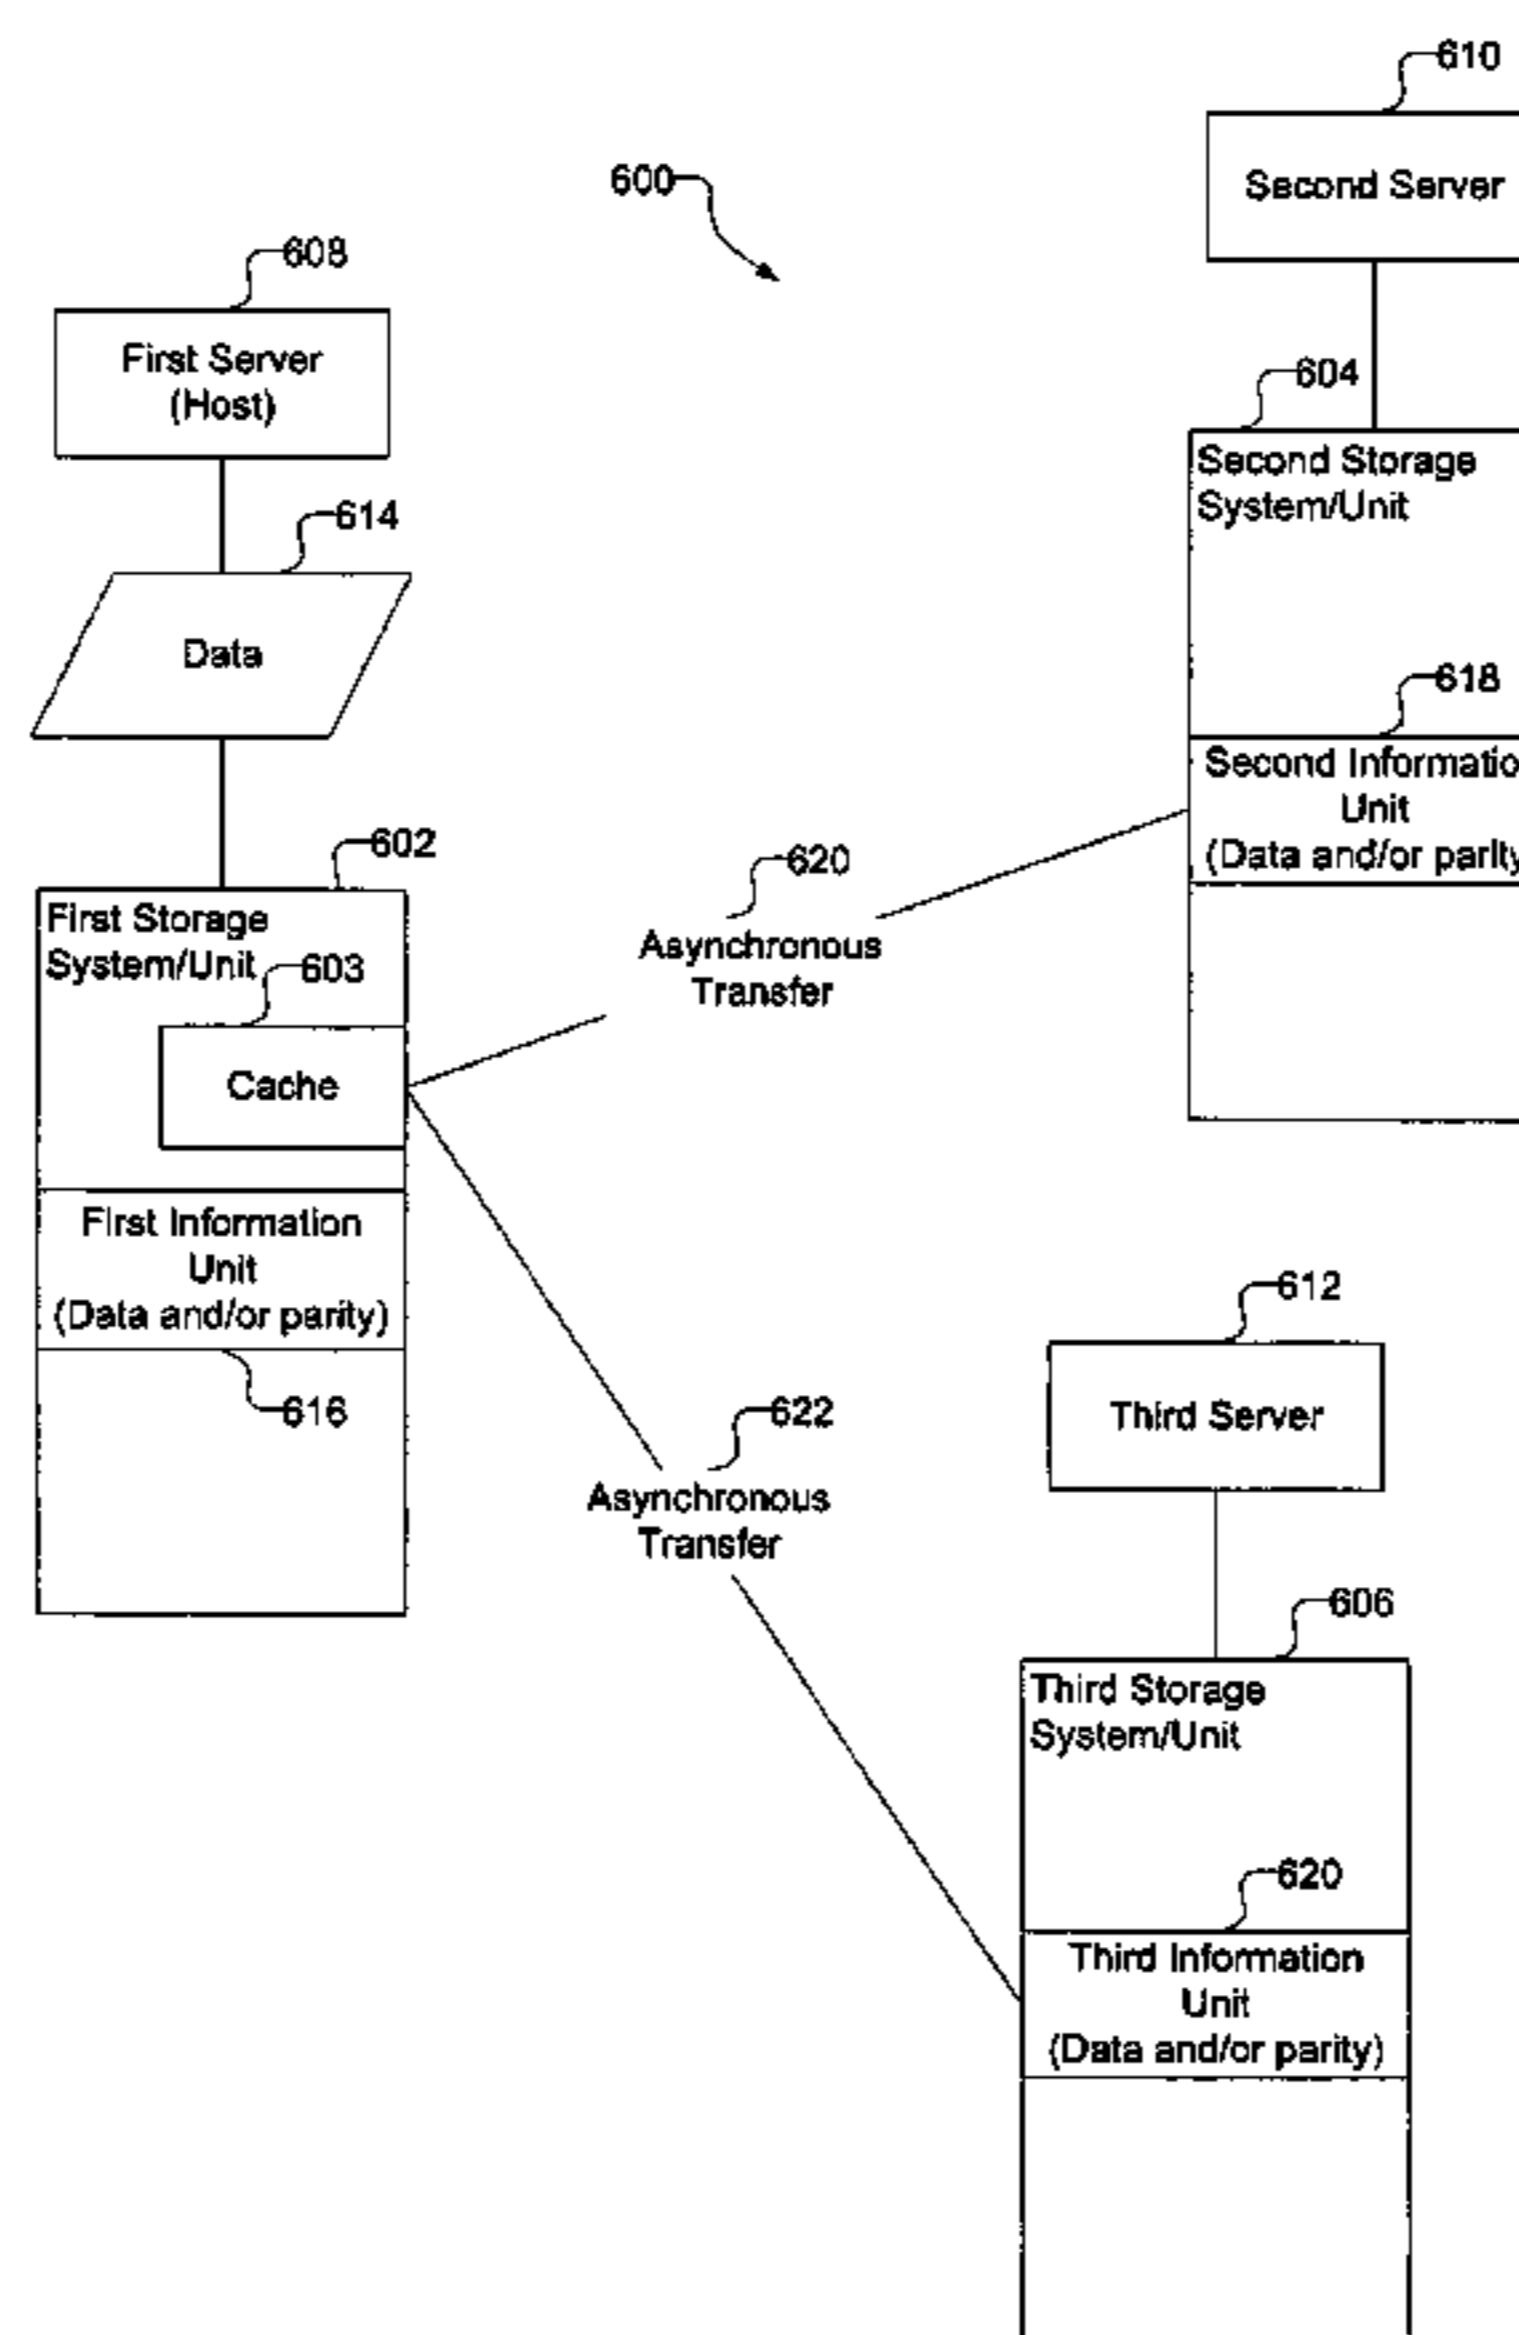 610
Second Server
600
608
First Server
(Host)
604
Second Storage
System/Unit
614
Data
618
Second Informatio
Unit
(Data and/or parity
602
First Storage
System/Unit
603
Cache
620
Asynchronous
Transfer
First Information
Unit
(Data and/or parity)
616
622
Asynchronous
Transfer
612
Third Server
606
Third Storage
System/Unit
620
Third Information
Unit
(Data and/or parity)